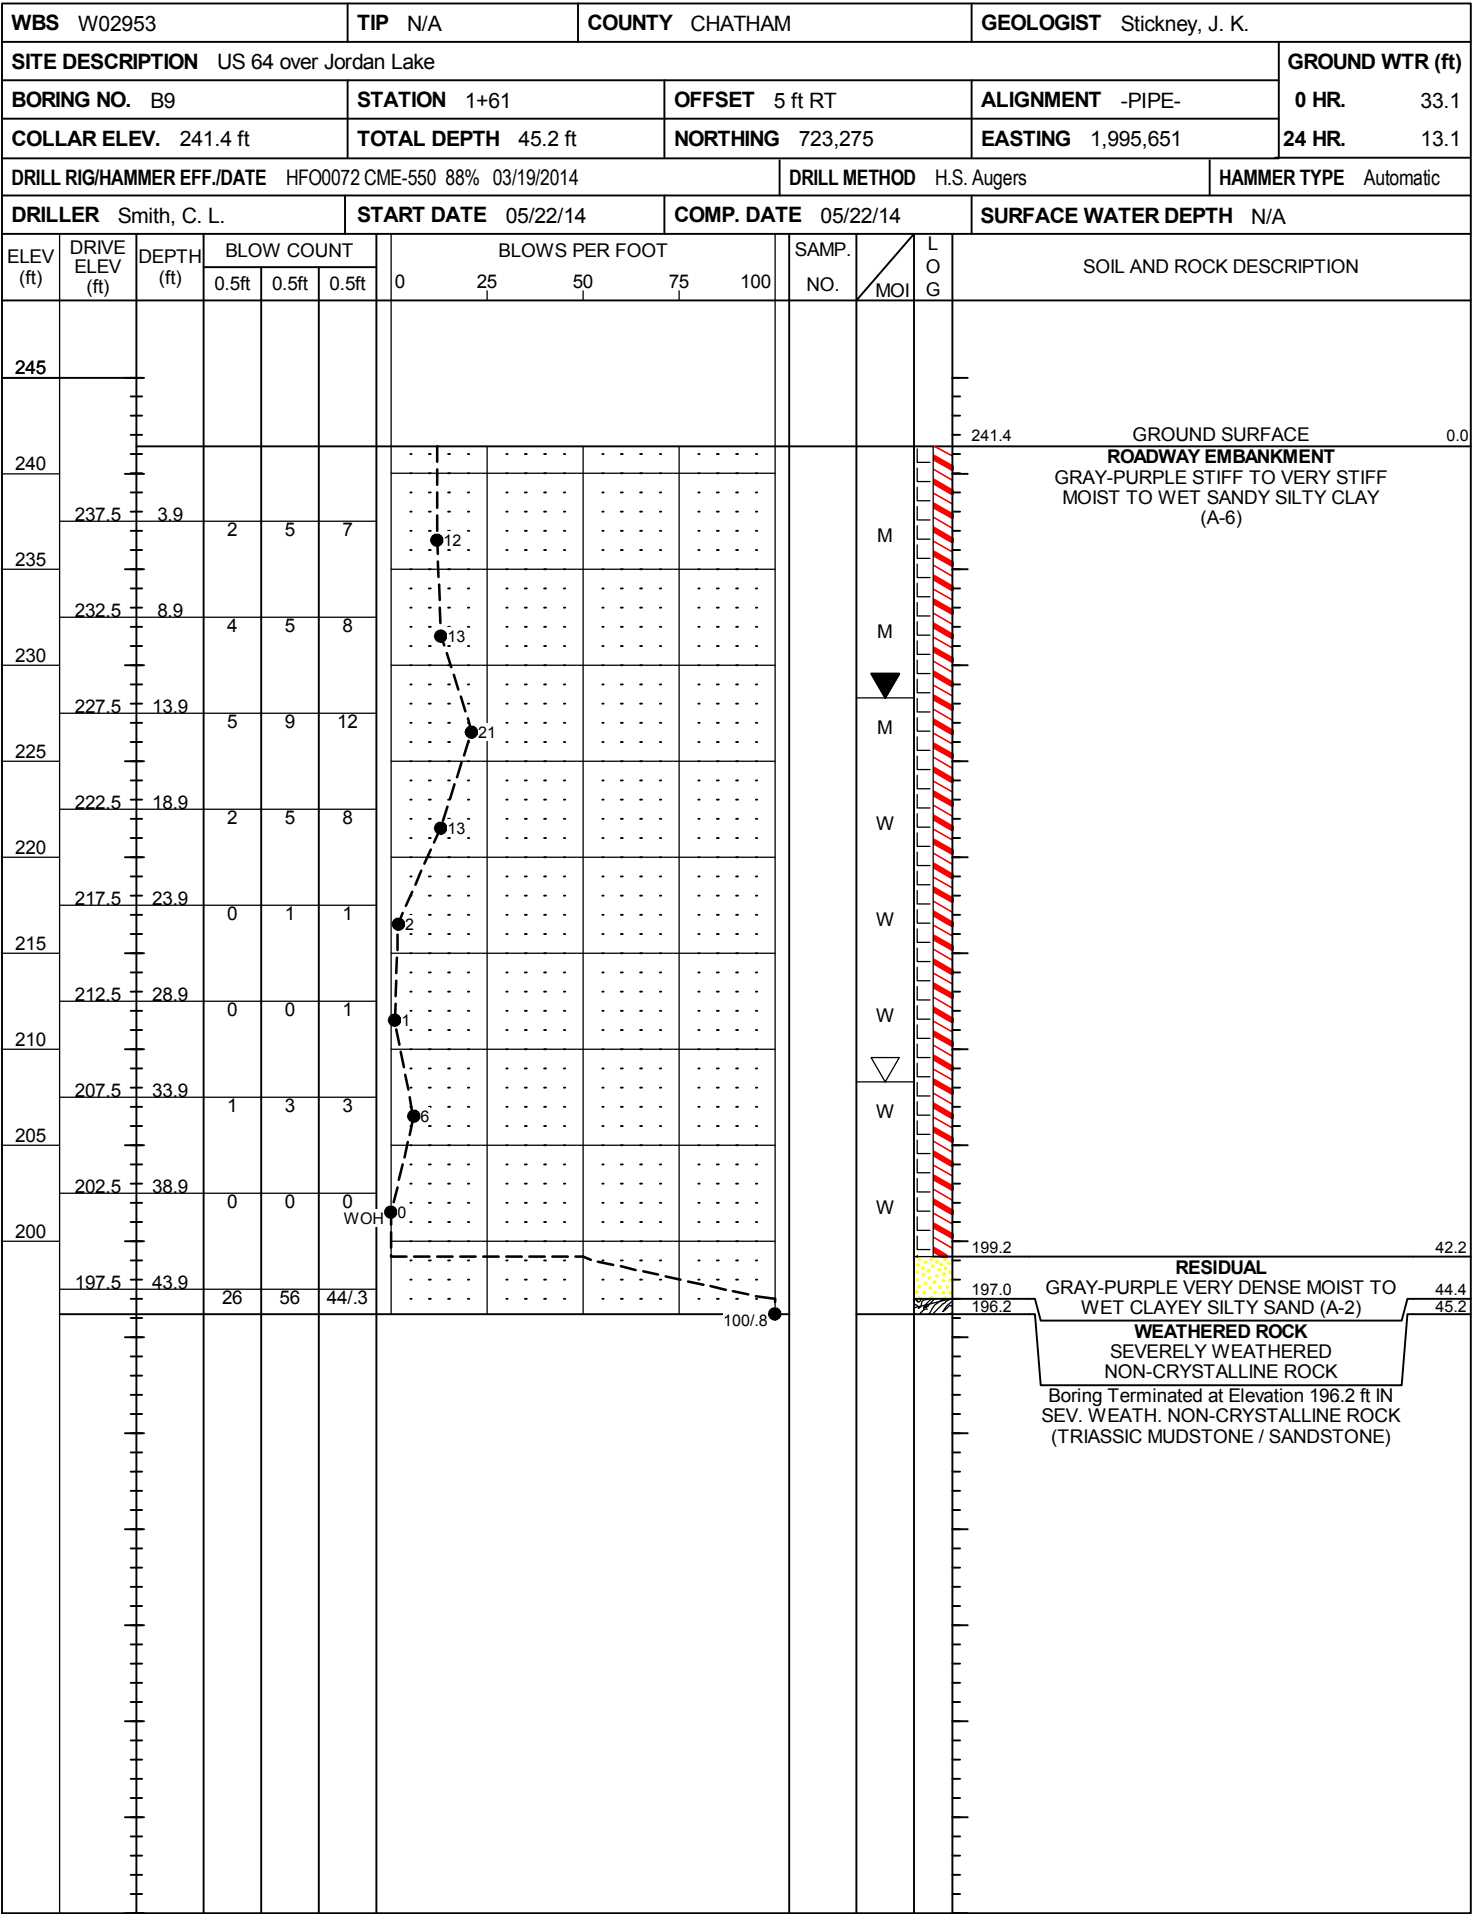 WBS W02953 TIP N/A COUNTY CHATHAM GEOLOGIST Stickney, J. K.
SITE DESCRIPTION US 64 over Jordan Lake GROUND WTR (ft)
BORING NO. B9 STATION 1+61 OFFSET 5 ft RT ALIGNMENT -PIPE- 0 HR. 33.1
COLLAR ELEV. 241.4 ft TOTAL DEPTH 45.2 ft NORTHING 723,275 EASTING 1,995,651 24 HR. 13.1
DRILL RIG/HAMMER EFF./DATE HFO0072 CME-550 88% 03/19/2014 DRILL METHOD H.S. Augers HAMMER TYPE Automatic
DRILLER Smith, C. L. START DATE 05/22/14 COMP. DATE 05/22/14 SURFACE WATER DEPTH N/A
ELEV (ft) DRIVE ELEV (ft) DEPTH (ft) BLOW COUNT BLOWS PER FOOT SAMP. NO. MOI LOG SOIL AND ROCK DESCRIPTION
0.5ft 0.5ft 0.5ft 0 25 50 75 100
245
241.4 GROUND SURFACE 0.0
240 ROADWAY EMBANKMENT
GRAY-PURPLE STIFF TO VERY STIFF
MOIST TO WET SANDY SILTY CLAY
(A-6)
237.5 3.9
2 5 7 12 M
235
232.5 8.9
4 5 8 13 M
230
227.5 13.9
5 9 12 21 M
225
222.5 18.9
2 5 8 13 W
220
217.5 23.9
0 1 1 2 W
215
212.5 28.9
0 0 1 1 W
210
207.5 33.9
1 3 3 6 W
205
202.5 38.9
0 0 0 WOH 0 W
200
199.2 42.2
RESIDUAL
197.5 43.9
197.0 GRAY-PURPLE VERY DENSE MOIST TO 44.4
26 56 44/.3
196.2 WET CLAYEY SILTY SAND (A-2) 45.2
100/.8
WEATHERED ROCK
SEVERELY WEATHERED
NON-CRYSTALLINE ROCK
Boring Terminated at Elevation 196.2 ft IN
SEV. WEATH. NON-CRYSTALLINE ROCK
(TRIASSIC MUDSTONE / SANDSTONE)